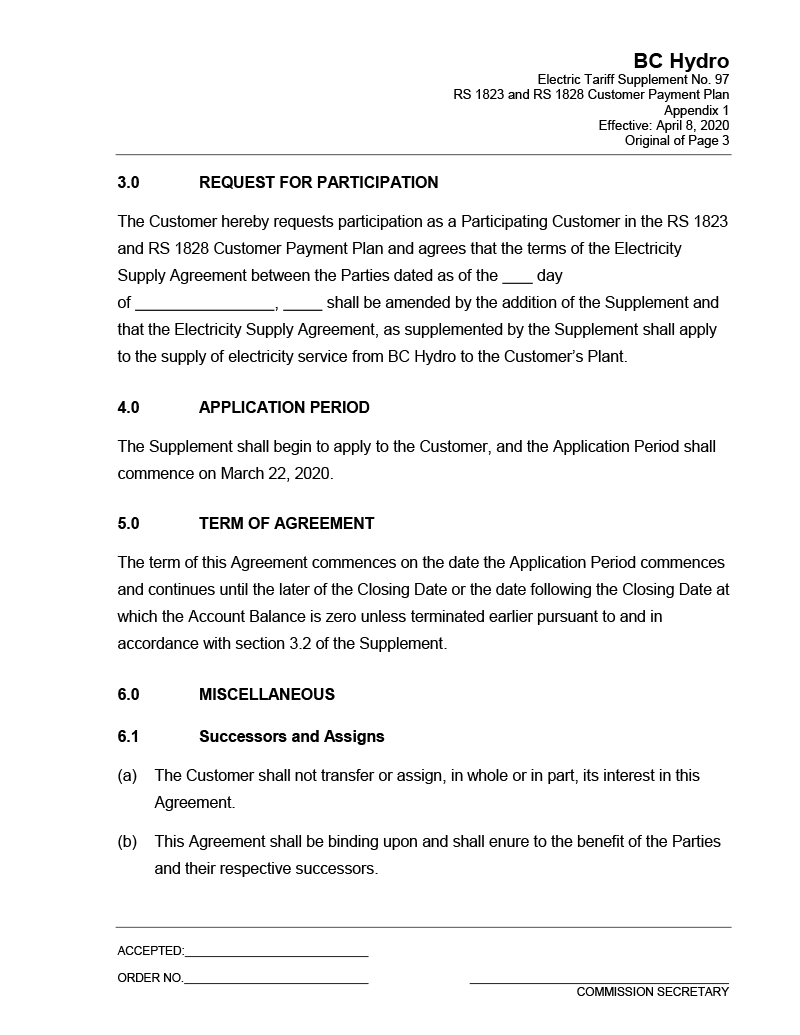 BC Hydro
Electric Tariff Supplement No. 97
RS 1823 and RS 1828 Customer Payment Plan
Appendix 1
Effective: April 8, 2020
Original of Page 3
3.0 REQUEST FOR PARTICIPATION
The Customer hereby requests participation as a Participating Customer in the RS 1823
and RS 1828 Customer Payment Plan and agrees that the terms of the Electricity
Supply Agreement between the Parties dated as of the ____ day
of _________________, _____ shall be amended by the addition of the Supplement and
that the Electricity Supply Agreement, as supplemented by the Supplement shall apply
to the supply of electricity service from BC Hydro to the Customer’s Plant.
4.0 APPLICATION PERIOD
The Supplement shall begin to apply to the Customer, and the Application Period shall
commence on March 22, 2020.
5.0 TERM OF AGREEMENT
The term of this Agreement commences on the date the Application Period commences
and continues until the later of the Closing Date or the date following the Closing Date at
which the Account Balance is zero unless terminated earlier pursuant to and in
accordance with section 3.2 of the Supplement.
6.0 MISCELLANEOUS
6.1 Successors and Assigns
(a) The Customer shall not transfer or assign, in whole or in part, its interest in this
Agreement.
(b) This Agreement shall be binding upon and shall enure to the benefit of the Parties
and their respective successors.
ACCEPTED:___________________________
ORDER NO.___________________________
COMMISSION SECRETARY